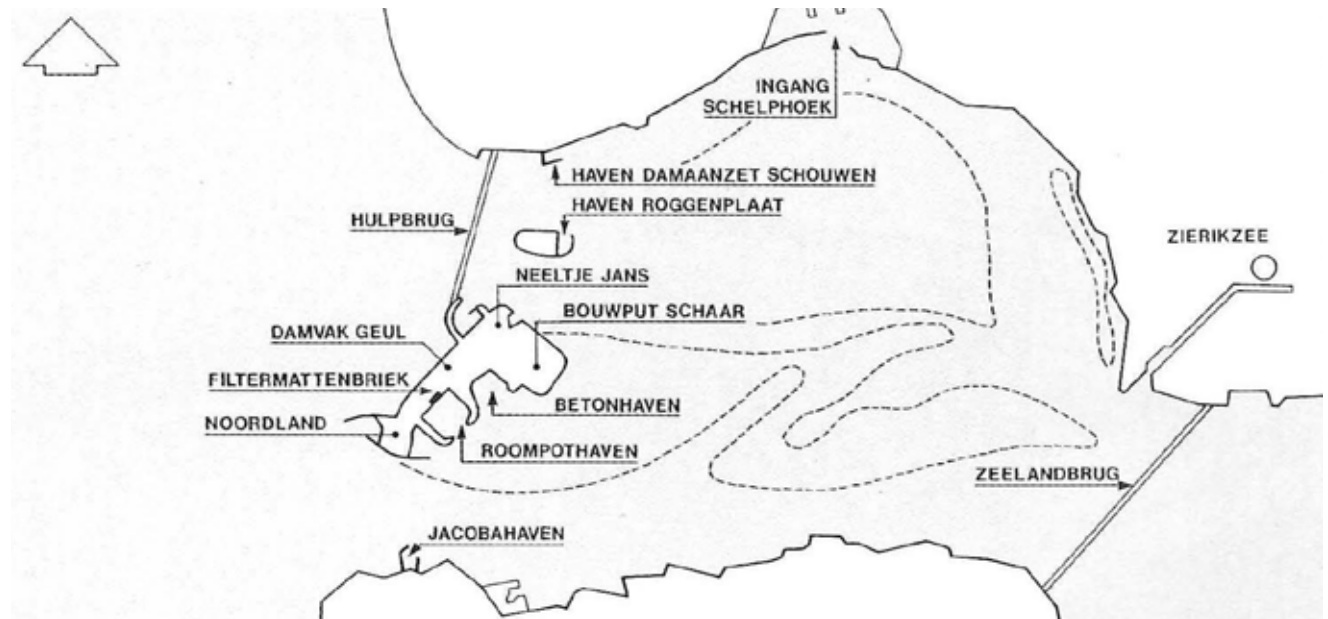 INGANG
SCHELPHOEK
HAVEN DAMAANZET SCHOUWEN
HAVEN ROGGENPLAAT
HULPBRUG
ZIERIKZEE
NEELTJE JANS
BOUWPUT SCHAAR
DAMVAK GEUL
FILTERMATTENBRIEK
BETONHAVEN
NOORDLAND
ROOMPOTHAVEN
ZEELANDBRUG
JACOBAHAVEN